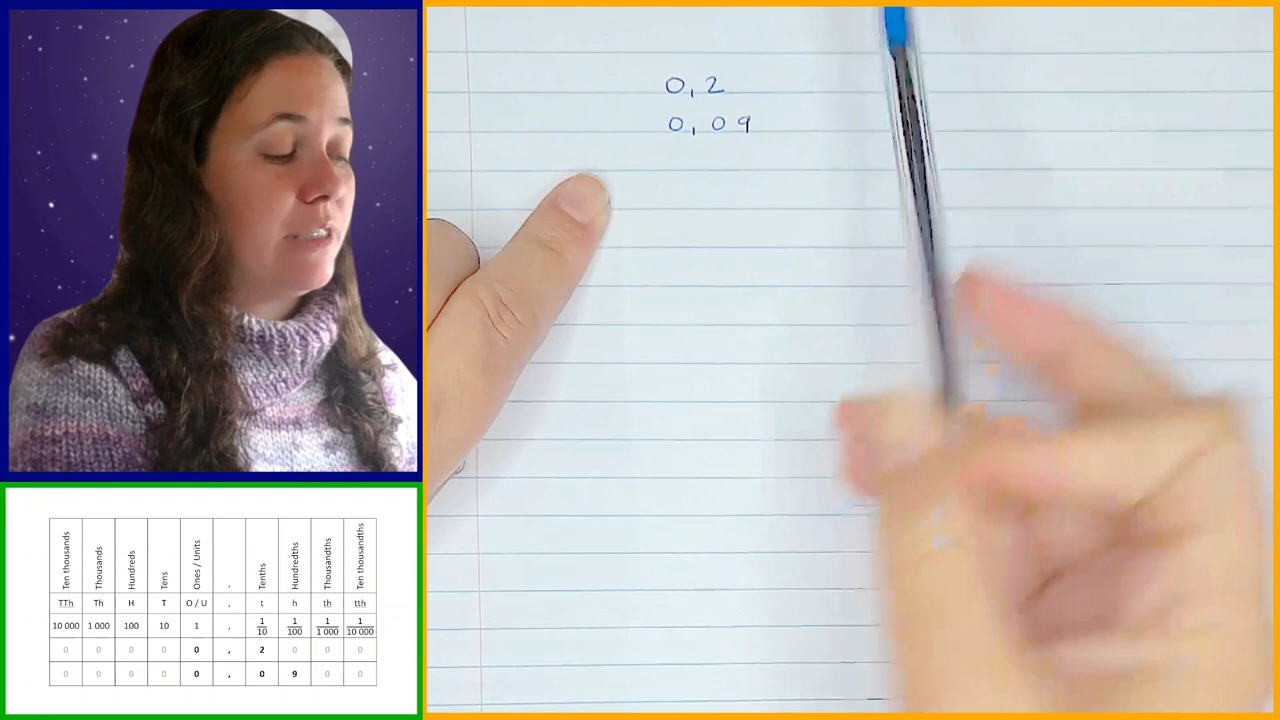 0,2
0,09
Ten thousands Thousands Hundreds Tens Ones / Units , Tenths Hundredths Thousandths Ten thousandths
TTh Th H T O / U , t h th tth
10 000 1 000 100 10 1 , 1/10 1/100 1/1 000 1/10 000
0 0 0 0 0 , 2 0 0 0
0 0 0 0 0 , 0 9 0 0